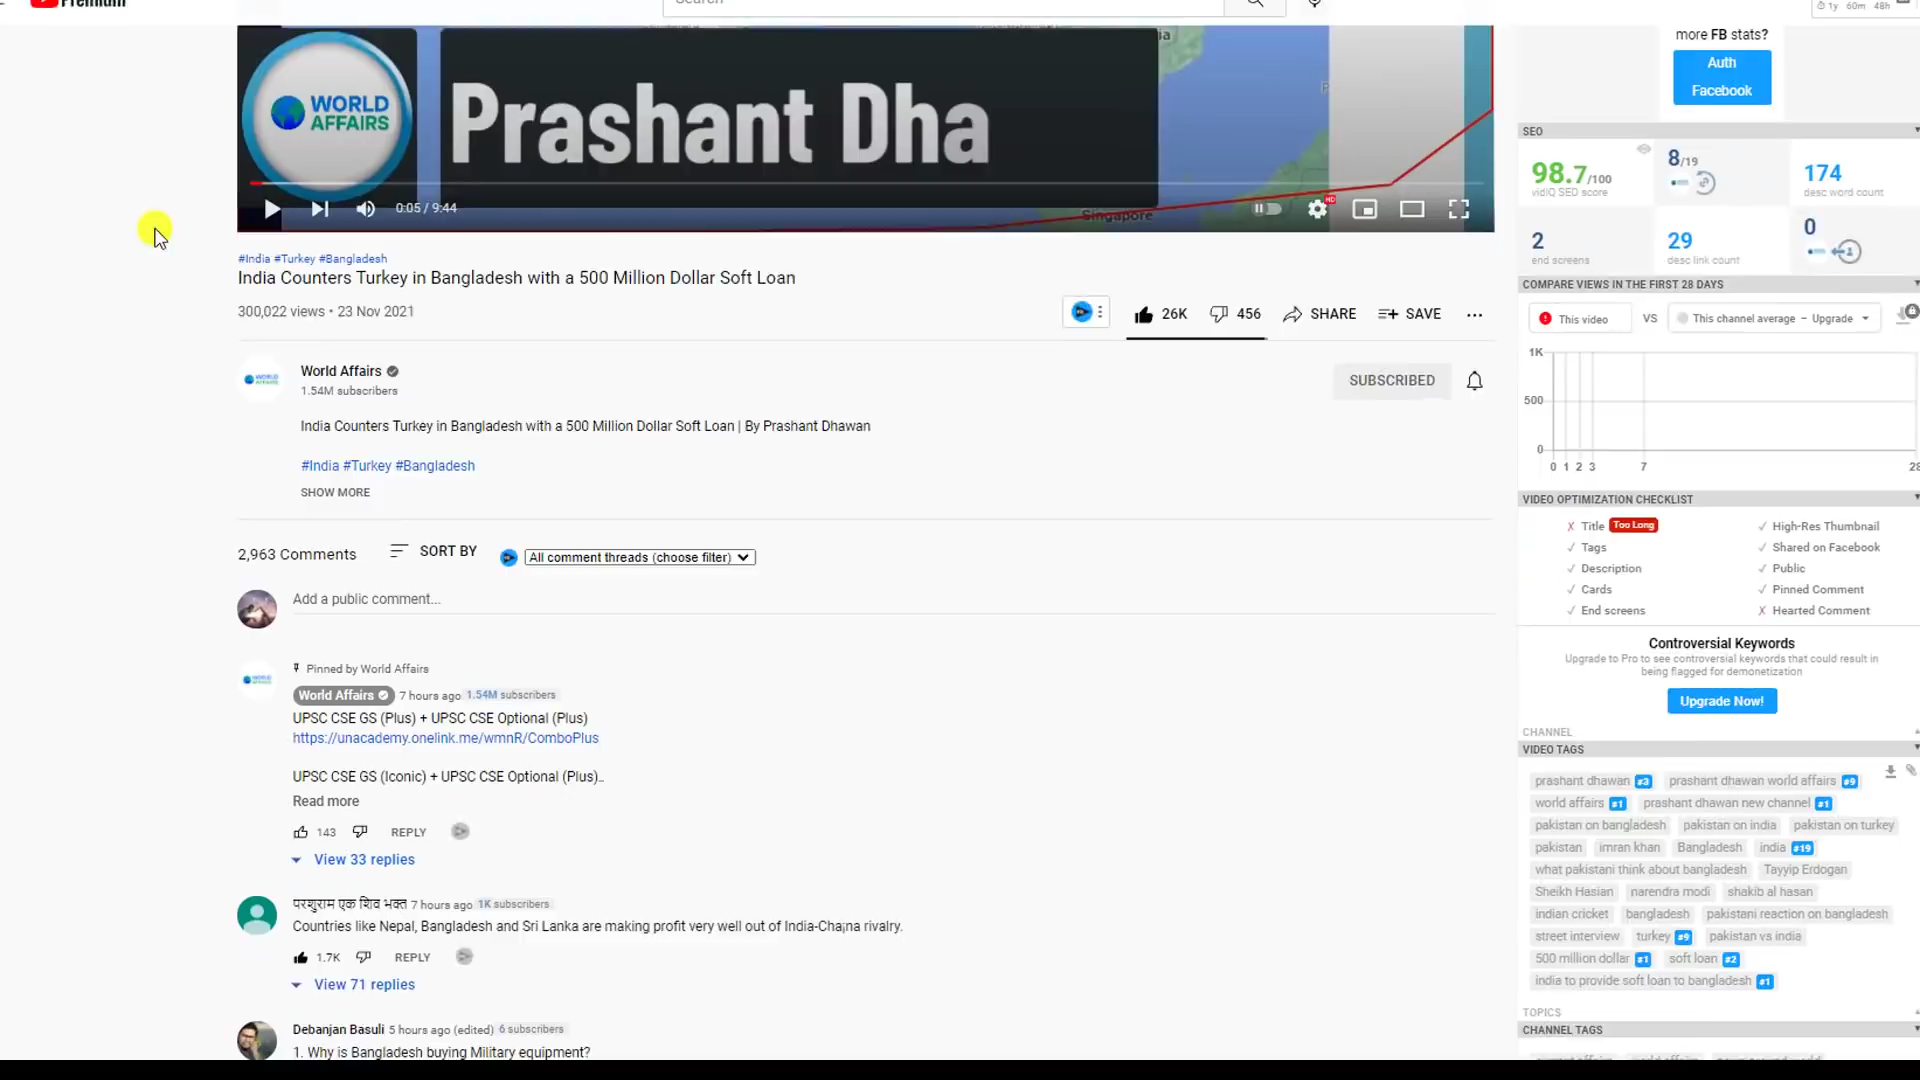 Premium
Search
1y 60m 48h
WORLD
AFFAIRS
Prashant Dha
Singapore
0:05 / 9:44
HD
#India #Turkey #Bangladesh
India Counters Turkey in Bangladesh with a 500 Million Dollar Soft Loan
300,022 views • 23 Nov 2021
26K
456
SHARE
SAVE
World Affairs
1.54M subscribers
SUBSCRIBED
India Counters Turkey in Bangladesh with a 500 Million Dollar Soft Loan | By Prashant Dhawan
#India #Turkey #Bangladesh
SHOW MORE
2,963 Comments
SORT BY
All comment threads (choose filter)
Add a public comment...
Pinned by World Affairs
World Affairs 7 hours ago 1.54M subscribers
UPSC CSE GS (Plus) + UPSC CSE Optional (Plus)
https://unacademy.onelink.me/wmnR/ComboPlus
UPSC CSE GS (Iconic) + UPSC CSE Optional (Plus)..
Read more
143 REPLY
View 33 replies
परशुराम एक शिव भक्त 7 hours ago 1K subscribers
Countries like Nepal, Bangladesh and Sri Lanka are making profit very well out of India-Cha¡na rivalry.
1.7K REPLY
View 71 replies
Debanjan Basuli 5 hours ago (edited) 6 subscribers
1. Why is Bangladesh buying Military equipment?
more FB stats?
Auth
Facebook
SEO
98.7/100
vidIQ SEO score
8/19
174
desc word count
2
end screens
29
desc link count
0
COMPARE VIEWS IN THE FIRST 28 DAYS
This video VS This channel average - Upgrade
1K
500
0
0 1 2 3 7 28
VIDEO OPTIMIZATION CHECKLIST
X Title Too Long
✓ High-Res Thumbnail
✓ Tags
✓ Shared on Facebook
✓ Description
✓ Public
✓ Cards
✓ Pinned Comment
✓ End screens
X Hearted Comment
Controversial Keywords
Upgrade to Pro to see controversial keywords that could result in
being flagged for demonetization
Upgrade Now!
CHANNEL
VIDEO TAGS
prashant dhawan #3 prashant dhawan world affairs #9
world affairs #1 prashant dhawan new channel #1
pakistan on bangladesh pakistan on india pakistan on turkey
pakistan imran khan Bangladesh india #19
what pakistani think about bangladesh Tayyip Erdogan
Sheikh Hasian narendra modi shakib al hasan
indian cricket bangladesh pakistani reaction on bangladesh
street interview turkey #9 pakistan vs india
500 million dollar #1 soft loan #2
india to provide soft loan to bangladesh #1
TOPICS
CHANNEL TAGS